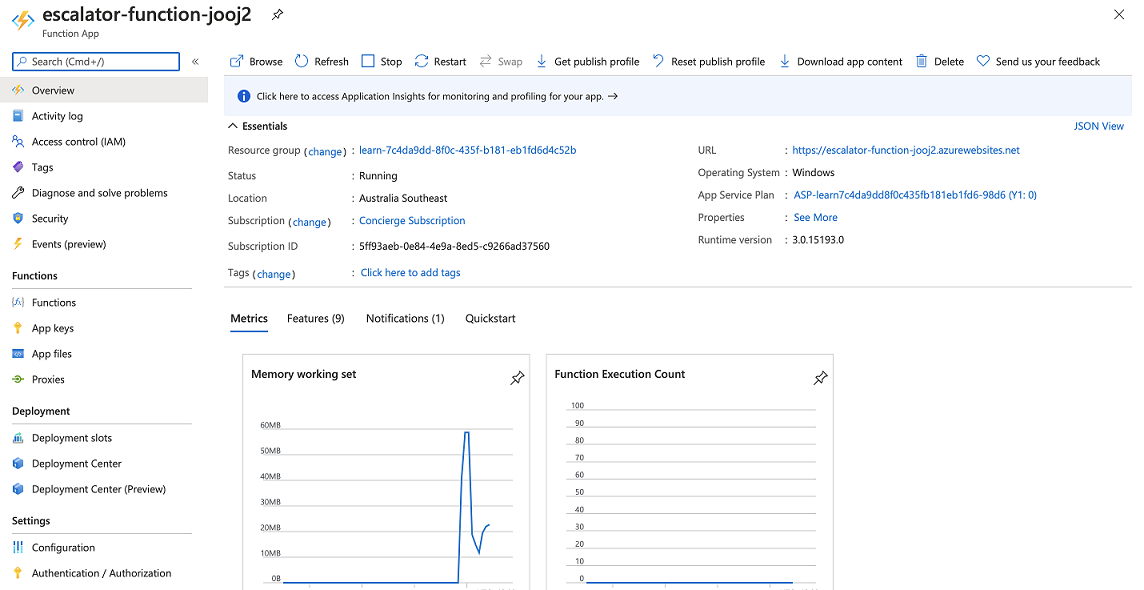 escalator-function-jooj2
Function App
Search (Cmd+/)
«
Overview
Activity log
Access control (IAM)
Tags
Diagnose and solve problems
Security
Events (preview)
Functions
Functions
App keys
App files
Proxies
Deployment
Deployment slots
Deployment Center
Deployment Center (Preview)
Settings
Configuration
Authentication / Authorization
Browse Refresh Stop Restart Swap Get publish profile Reset publish profile Download app content Delete Send us your feedback
Click here to access Application Insights for monitoring and profiling for your app. →
Essentials JSON View
Resource group (change) : learn-7c4da9dd-8f0c-435f-b181-eb1fd6d4c52b
Status : Running
Location : Australia Southeast
Subscription (change) : Concierge Subscription
Subscription ID : 5ff93aeb-0e84-4e9a-8ed5-c9266ad37560
Tags (change) : Click here to add tags
URL : https://escalator-function-jooj2.azurewebsites.net
Operating System : Windows
App Service Plan : ASP-learn7c4da9dd8f0c435fb181eb1fd6-98d6 (Y1: 0)
Properties : See More
Runtime version : 3.0.15193.0
Metrics Features (9) Notifications (1) Quickstart
Memory working set
60MB
50MB
40MB
30MB
20MB
10MB
0B
Function Execution Count
100
90
80
70
60
50
40
30
20
10
0